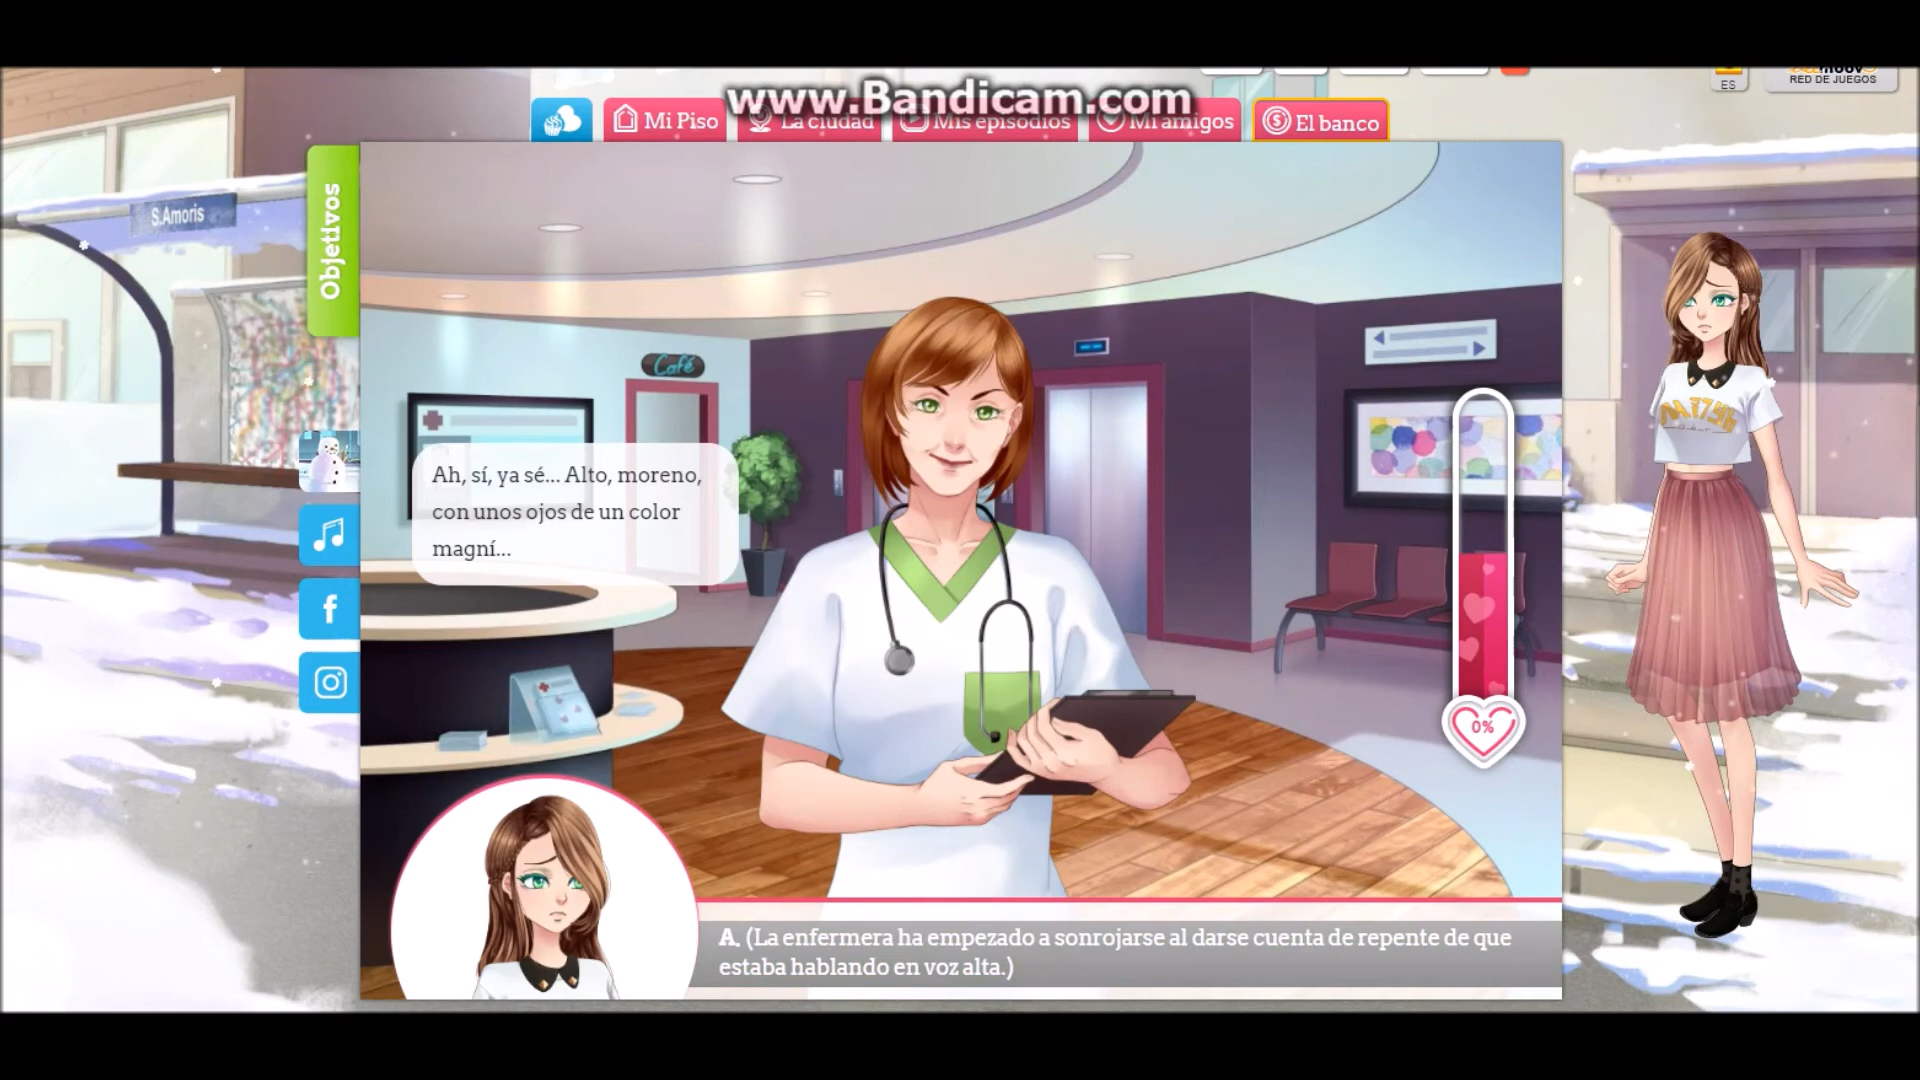 www.Bandicam.com
ES
RED DE JUEGOS
Mi Piso
La ciudad
Mis episodios
Mi amigos
El banco
Objetivos
S.Amoris
Café
Ah, sí, ya sé... Alto, moreno,
con unos ojos de un color
magní...
0%
A. (La enfermera ha empezado a sonrojarse al darse cuenta de repente de que
estaba hablando en voz alta.)